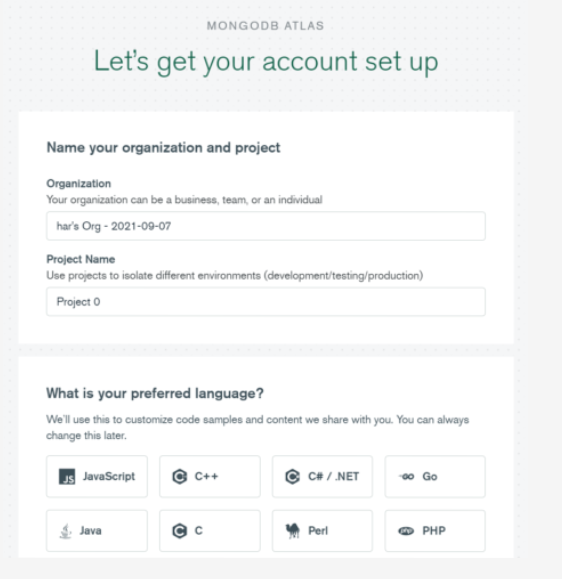 MONGODB ATLAS
Let's get your account set up
Name your organization and project
Organization
Your organization can be a business, team, or an individual
har's Org - 2021-09-07
Project Name
Use projects to isolate different environments (development/testing/production)
Project 0
What is your preferred language?
We'll use this to customize code samples and content we share with you. You can always
change this later.
JS JavaScript C++ C# / .NET GO Go
Java C Perl php PHP